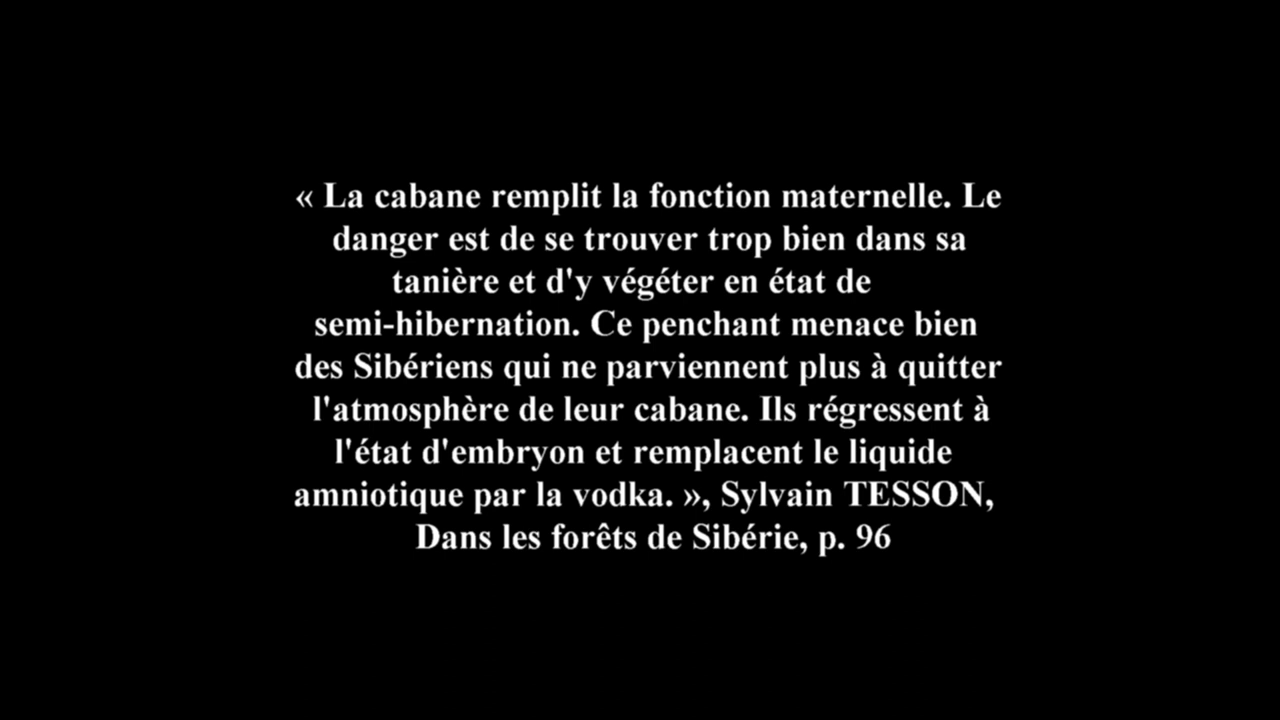 « La cabane remplit la fonction maternelle. Le
danger est de se trouver trop bien dans sa
tanière et d'y végéter en état de
semi-hibernation. Ce penchant menace bien
des Sibériens qui ne parviennent plus à quitter
l'atmosphère de leur cabane. Ils régressent à
l'état d'embryon et remplacent le liquide
amniotique par la vodka. », Sylvain TESSON,
Dans les forêts de Sibérie, p. 96